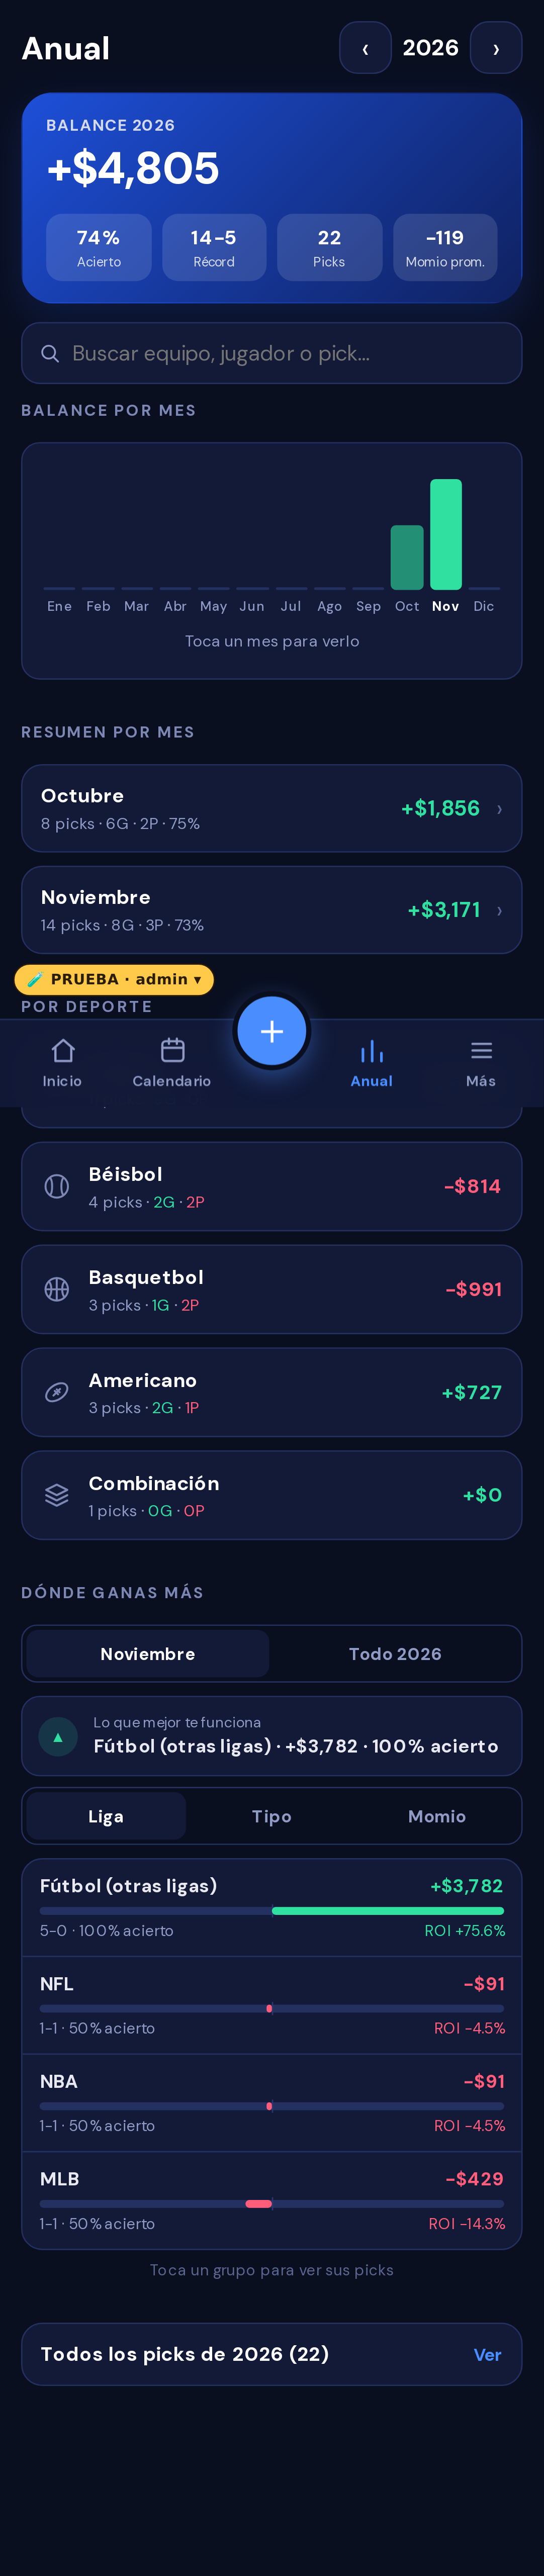 Anual
‹ 2026 ›
BALANCE 2026
+$4,805
74% 14-5 22 -119
Acierto Récord Picks Momio prom.
Buscar equipo, jugador o pick...
BALANCE POR MES
Ene Feb Mar Abr May Jun Jul Ago Sep Oct Nov Dic
Toca un mes para verlo
RESUMEN POR MES
Octubre
+$1,856 ›
8 picks · 6G · 2P · 75%
Noviembre
+$3,171 ›
14 picks · 8G · 3P · 73%
🧪 PRUEBA · admin ▾
POR DEPORTE
+
Inicio Calendario Anual Más
Béisbol
-$814
4 picks · 2G · 2P
Basquetbol
-$991
3 picks · 1G · 2P
Americano
+$727
3 picks · 2G · 1P
Combinación
+$0
1 picks · 0G · 0P
DÓNDE GANAS MÁS
Noviembre Todo 2026
Lo que mejor te funciona
▲ Fútbol (otras ligas) · +$3,782 · 100% acierto
Liga Tipo Momio
Fútbol (otras ligas) +$3,782
5-0 · 100% acierto ROI +75.6%
NFL -$91
1-1 · 50% acierto ROI -4.5%
NBA -$91
1-1 · 50% acierto ROI -4.5%
MLB -$429
1-1 · 50% acierto ROI -14.3%
Toca un grupo para ver sus picks
Todos los picks de 2026 (22) Ver